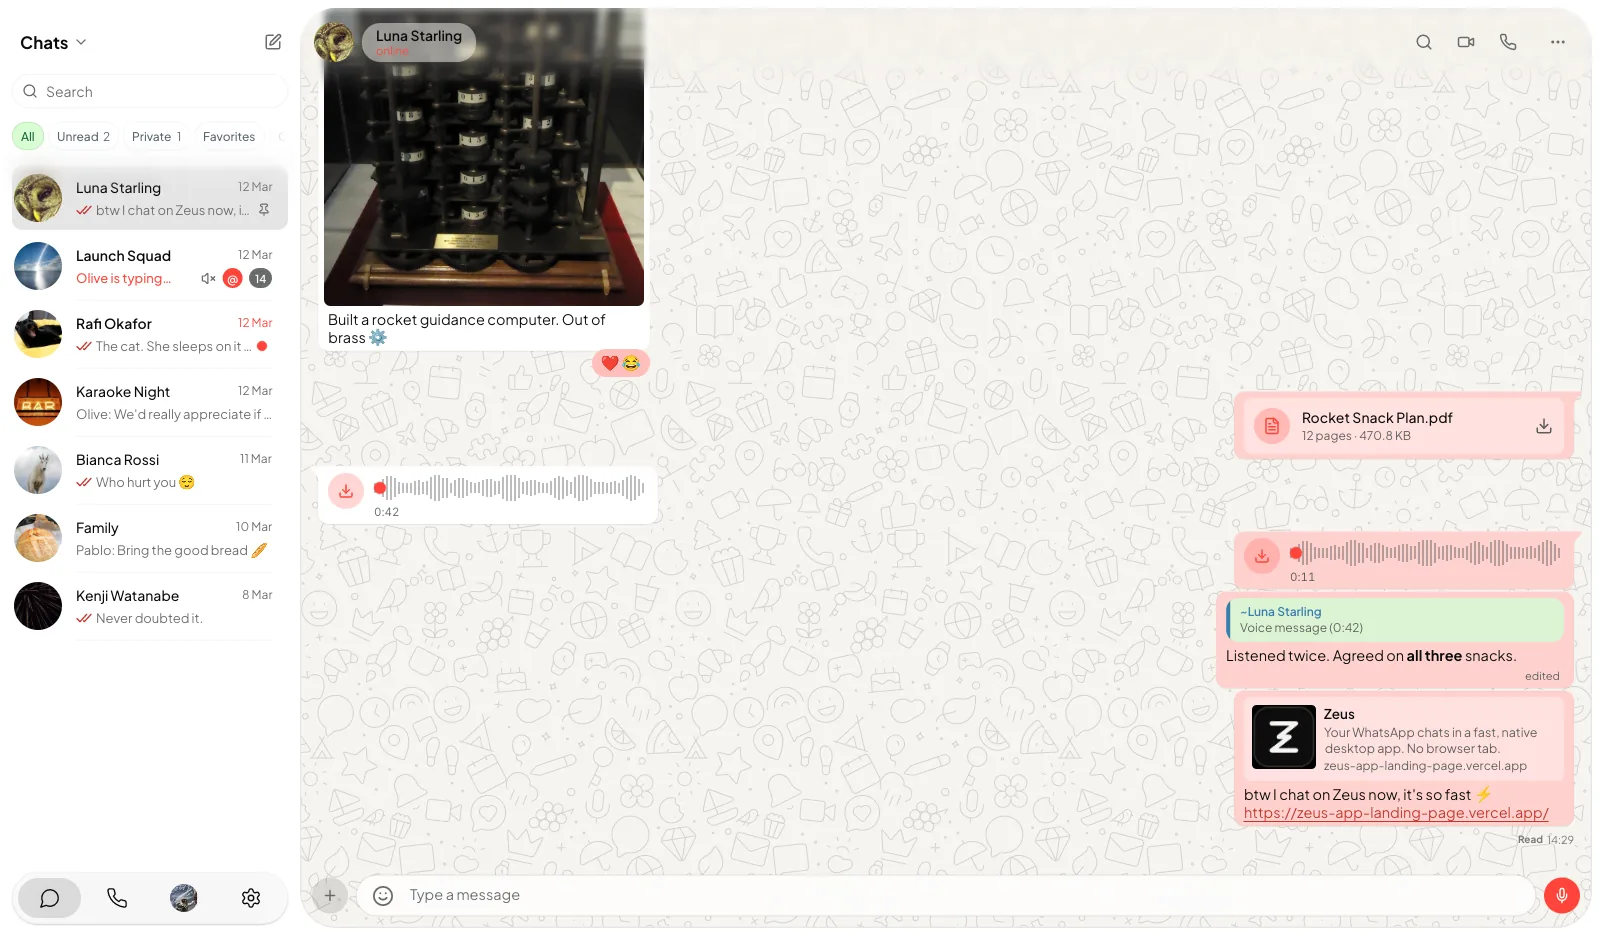 Chats
Search
All
Unread 2
Private 1
Favorites
Luna Starling
12 Mar
btw I chat on Zeus now, i...
Launch Squad
12 Mar
Olive is typing...
@
14
Rafi Okafor
12 Mar
The cat. She sleeps on it ...
Karaoke Night
12 Mar
Olive: We'd really appreciate if ...
Bianca Rossi
11 Mar
Who hurt you 😌
Family
10 Mar
Pablo: Bring the good bread 🥖
Kenji Watanabe
8 Mar
Never doubted it.
Luna Starling
online
Built a rocket guidance computer. Out of
brass ⚙️
❤️😂
Rocket Snack Plan.pdf
12 pages · 470.8 KB
0:42
0:11
~Luna Starling
Voice message (0:42)
Listened twice. Agreed on all three snacks.
edited
Zeus
Your WhatsApp chats in a fast, native
desktop app. No browser tab.
zeus-app-landing-page.vercel.app
btw I chat on Zeus now, it's so fast ⚡
https://zeus-app-landing-page.vercel.app/
Read 14:29
Type a message